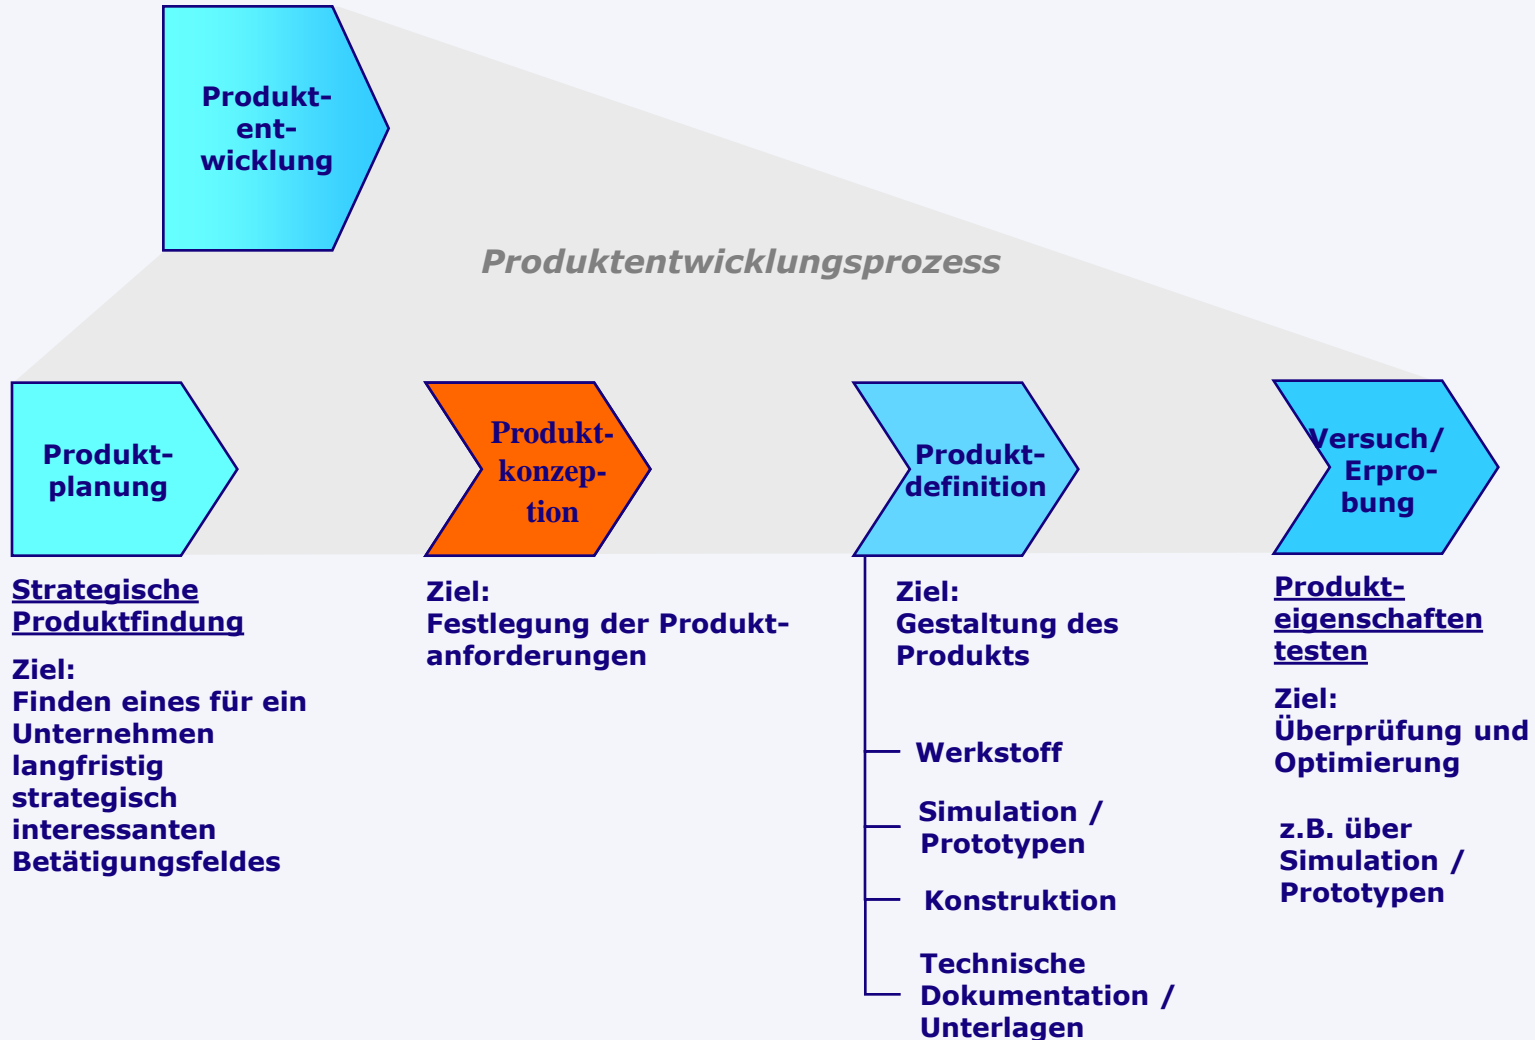 Produkt-
ent-
wicklung
Produktentwicklungsprozess
Produkt-
planung
Produkt-
konzep-
tion
Produkt-
definition
Versuch/
Erpro-
bung
Strategische
Produktfindung
Ziel:
Finden eines für ein
Unternehmen
langfristig
strategisch
interessanten
Betätigungsfeldes
Ziel:
Festlegung der Produkt-
anforderungen
Ziel:
Gestaltung des
Produkts
Werkstoff
Simulation /
Prototypen
Konstruktion
Technische
Dokumentation /
Unterlagen
Produkt-
eigenschaften
testen
Ziel:
Überprüfung und
Optimierung
z.B. über
Simulation /
Prototypen